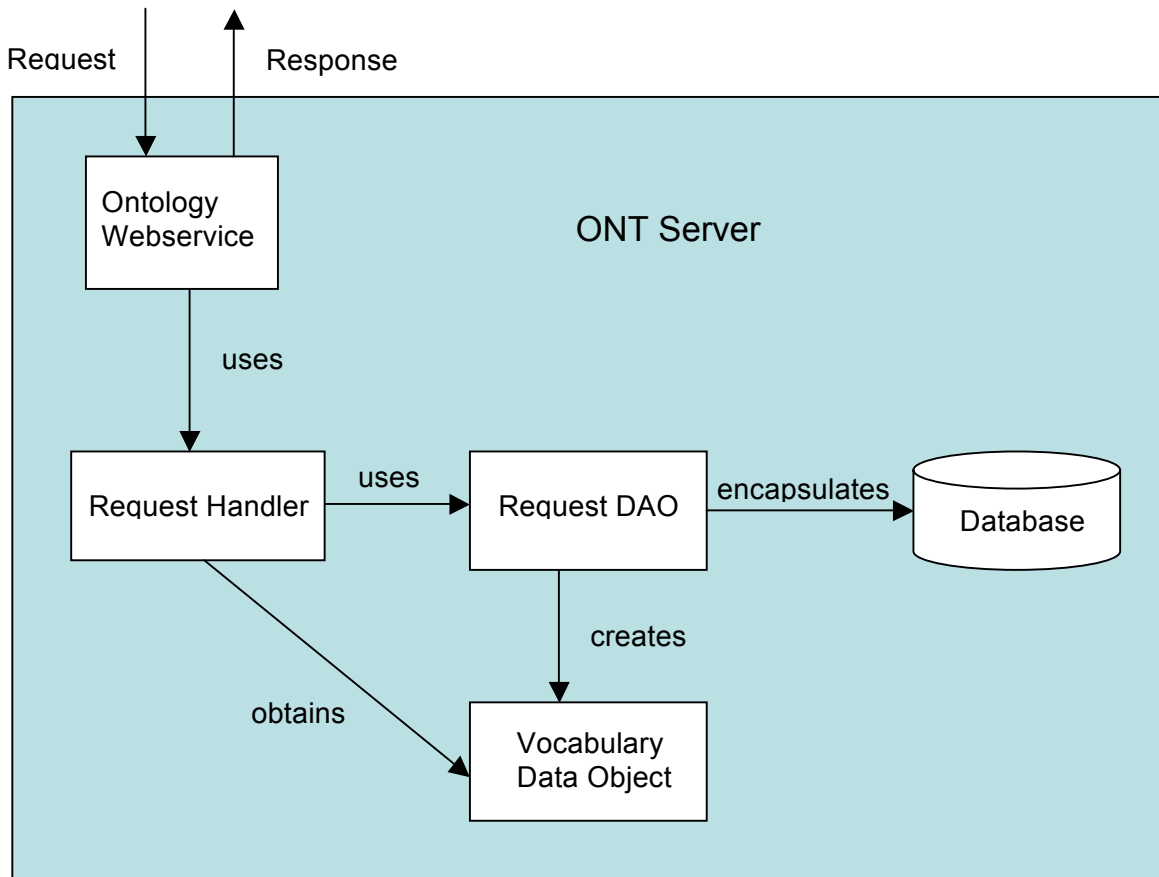 Request
Response
Ontology
Webservice
ONT Server
uses
Request Handler
uses
Request DAO
encapsulates
Database
creates
obtains
Vocabulary
Data Object